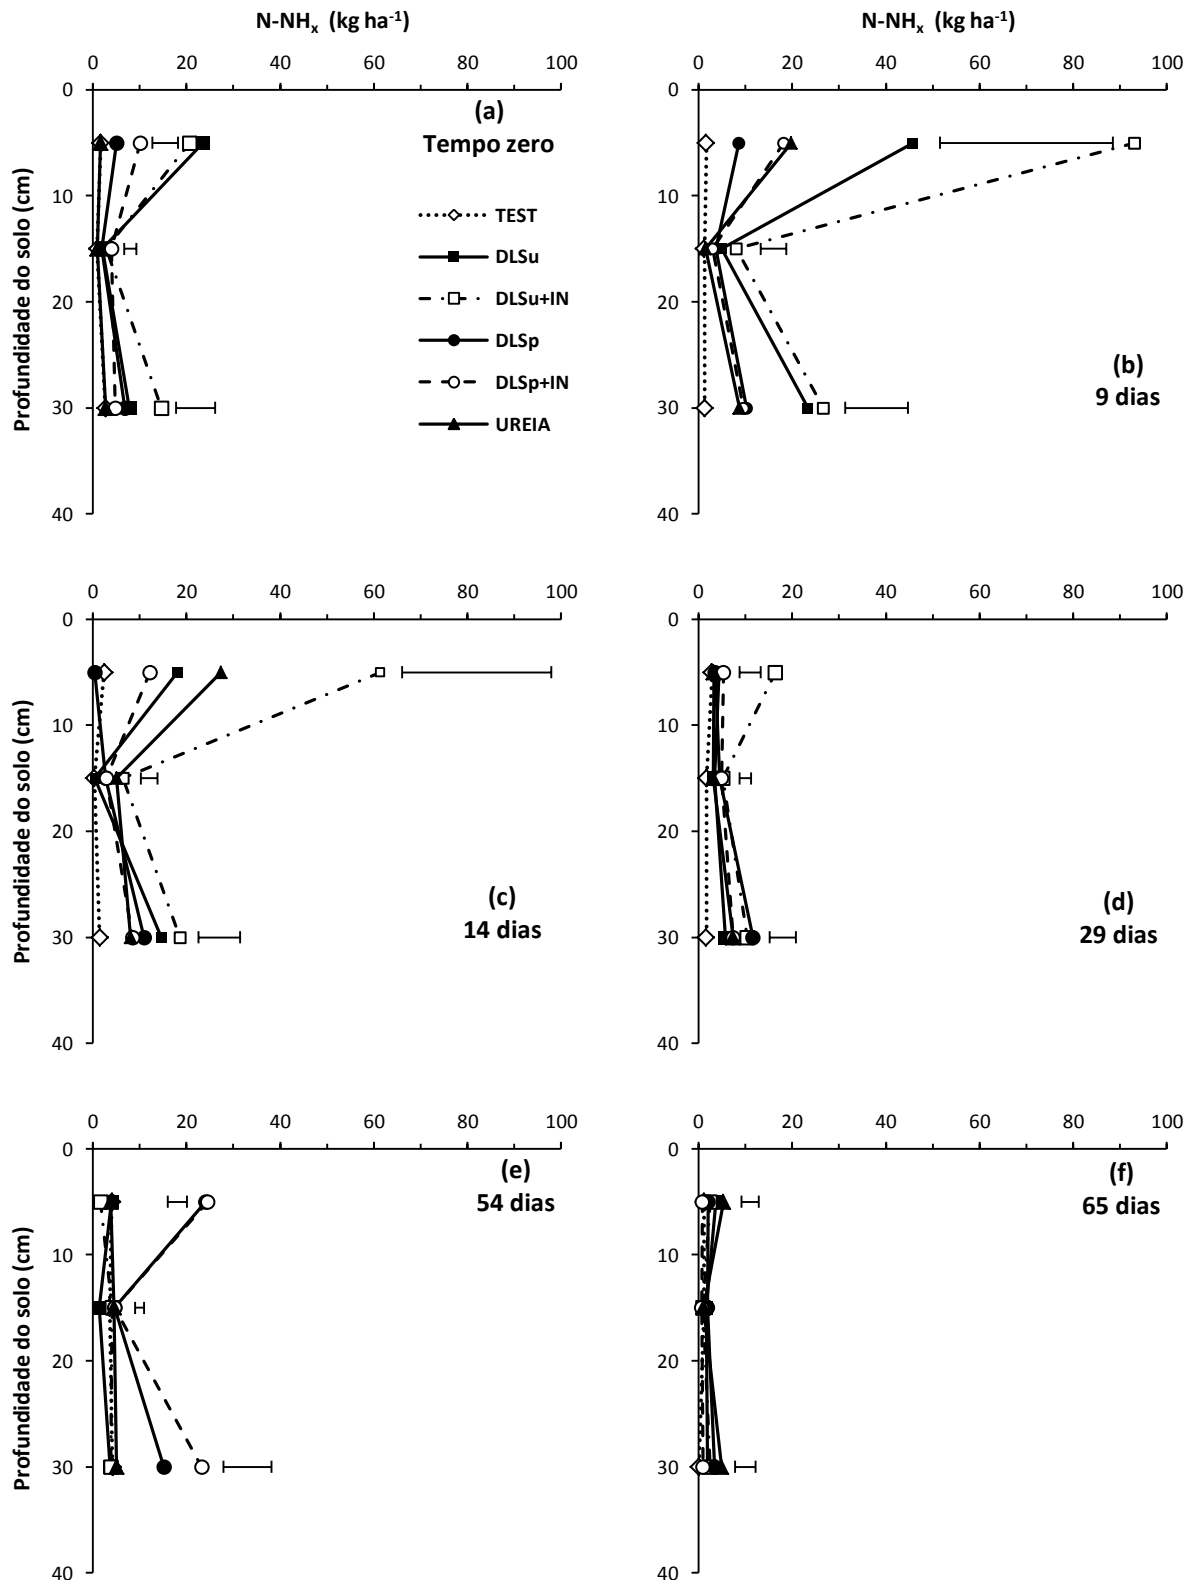 N-NHx (kg ha-1)
N-NHx (kg ha-1)
0 20 40 60 80 100
0 20 40 60 80 100
0
10
20
30
40
Profundidade do solo (cm)
(a)
Tempo zero
TEST
DLSu
DLSu+IN
DLSp
DLSp+IN
UREIA
0
10
20
30
40
(b)
9 dias
0 20 40 60 80 100
0 20 40 60 80 100
0
10
20
30
40
Profundidade do solo (cm)
(c)
14 dias
0
10
20
30
40
(d)
29 dias
0 20 40 60 80 100
0 20 40 60 80 100
0
10
20
30
40
Profundidade do solo (cm)
(e)
54 dias
0
10
20
30
40
(f)
65 dias